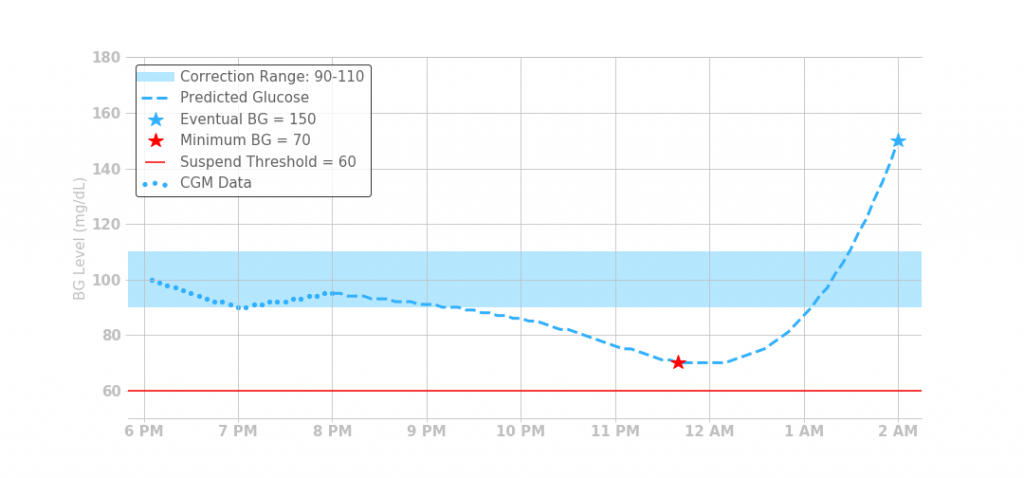 180
160
140
120
100
80
60
BG Level (mg/dL)
Correction Range: 90-110
Predicted Glucose
Eventual BG = 150
Minimum BG = 70
Suspend Threshold = 60
CGM Data
6 PM 7 PM 8 PM 9 PM 10 PM 11 PM 12 AM 1 AM 2 AM